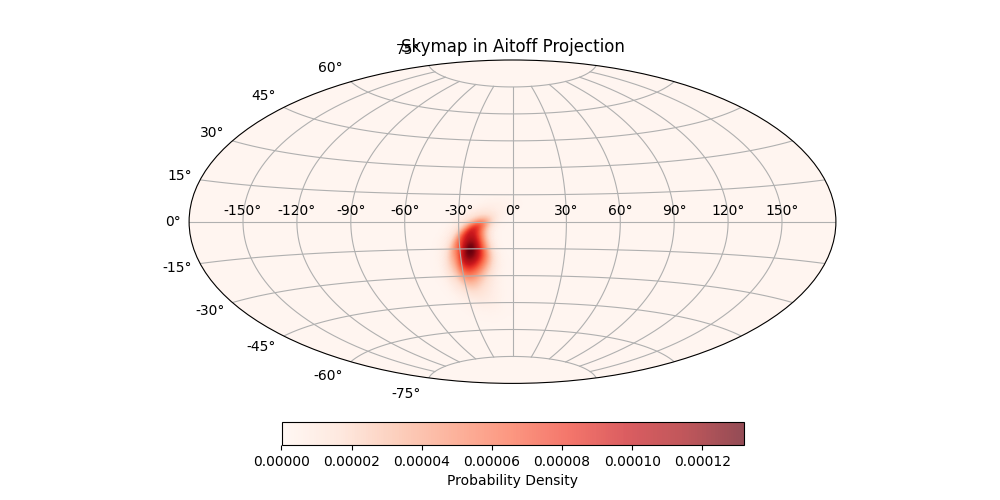 Skymap in Aitoff Projection
75°
60°
45°
30°
15°
-150° -120° -90° -60° -30° 0° 30° 60° 90° 120° 150°
0°
-15°
-30°
-45°
-60°
-75°
0.00000 0.00002 0.00004 0.00006 0.00008 0.00010 0.00012
Probability Density